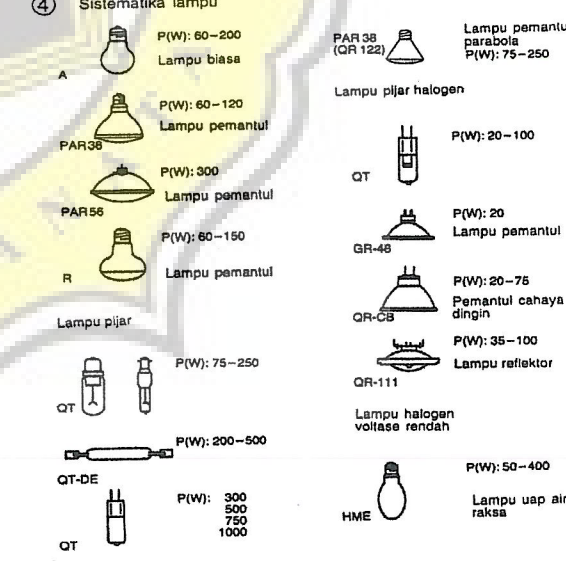 ④ Sistematika lampu
P(W): 60–200
Lampu biasa
A
P(W): 60–120
Lampu pemantul
PAR38
P(W): 300
Lampu pemantul
PAR56
P(W): 60–150
Lampu pemantul
R
Lampu pijar
P(W): 75–250
QT
P(W): 200–500
QT-DE
P(W): 300
500
750
1000
QT
PAR 38
(QR 122)
Lampu pemantu
parabola
P(W): 75–250
Lampu pijar halogen
P(W): 20–100
QT
P(W): 20
Lampu pemantul
GR-48
P(W): 20–75
Pemantul cahaya
dingin
QR-CB
P(W): 35–100
Lampu reflektor
QR-111
Lampu halogen
voltase rendah
P(W): 50–400
Lampu uap air
raksa
HME